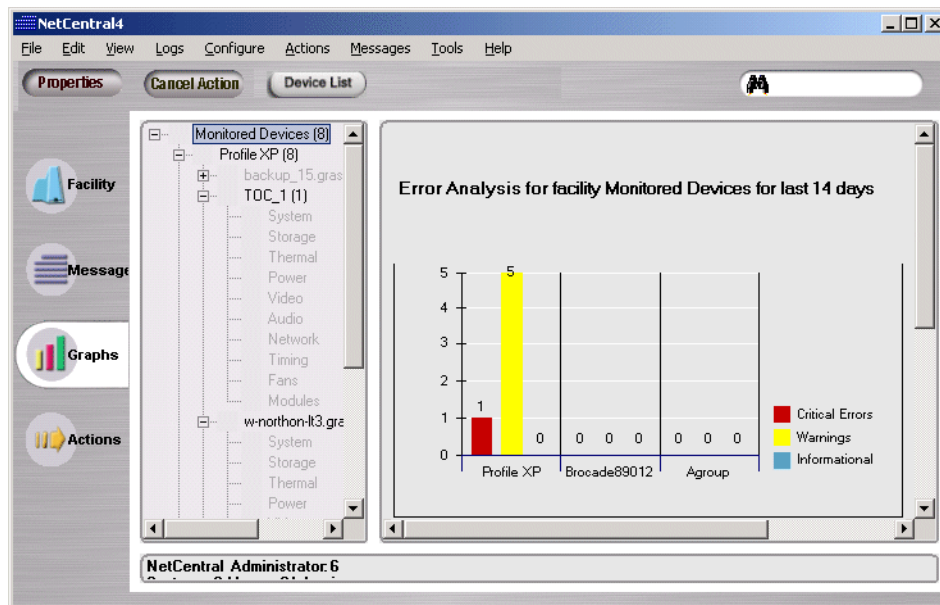 NetCentral4
File Edit View Logs Configure Actions Messages Tools Help
Properties Cancel Action Device List
Facility
Message
Graphs
Actions
Monitored Devices (8)
Profile XP (8)
backup_15.gras
TOC_1 (1)
System
Storage
Thermal
Power
Video
Audio
Network
Timing
Fans
Modules
w-northon-lt3.gra
System
Storage
Thermal
Power
Error Analysis for facility Monitored Devices for last 14 days
5
4
3
2
1
0
1 5 0 0 0 0 0 0 0
Profile XP Brocade89012 Agroup
Critical Errors
Warnings
Informational
NetCentral Administrator: 6